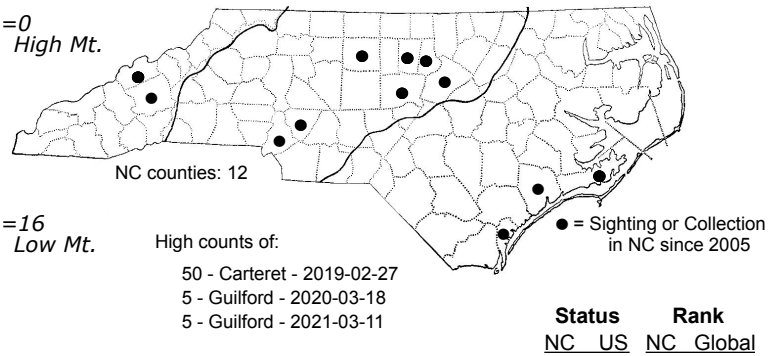 =0
High Mt.
NC counties: 12
=16
Low Mt.
High counts of:
50 - Carteret - 2019-02-27
5 - Guilford - 2020-03-18
5 - Guilford - 2021-03-11
● = Sighting or Collection
in NC since 2005
Status Rank
NC US NC Global